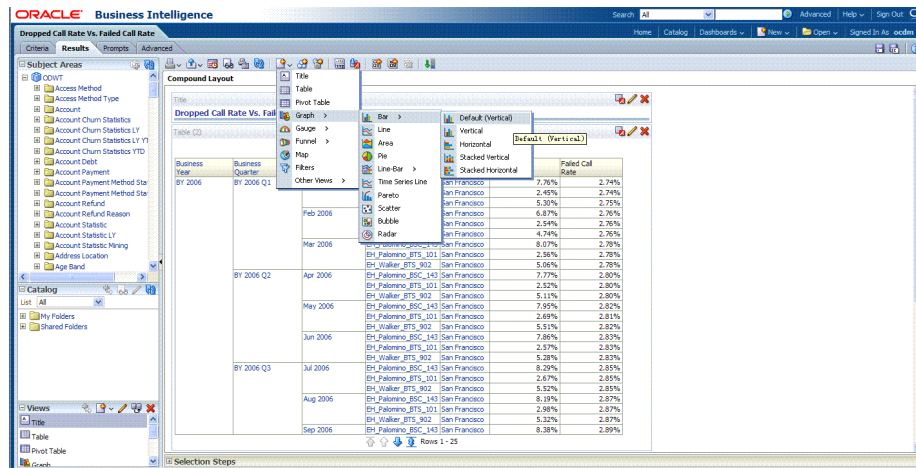 ORACLE Business Intelligence
Search All Advanced Help Sign Out
Dropped Call Rate Vs. Failed Call Rate
Home Catalog Dashboards New Open Signed In As ocdm
Criteria Results Prompts Advanced
Subject Areas
ODWT
Access Method
Access Method Type
Account
Account Churn Statistics
Account Churn Statistics LY
Account Churn Statistics LY YT
Account Churn Statistics YTD
Account Debt
Account Payment
Account Payment Method Sta
Account Payment Method Sta
Account Refund
Account Refund Reason
Account Statistic
Account Statistic LY
Account Statistic Mining
Address Location
Age Band
Catalog
List All
My Folders
Shared Folders
Views
Title
Table
Pivot Table
Graph
Compound Layout
Title
Dropped Call Rate Vs. Fail
Table (2)
Title
Table
Pivot Table
Graph >
Gauge >
Funnel >
Map
Filters
Other Views >
Bar >
Line
Area
Pie
Line-Bar >
Time Series Line
Pareto
Scatter
Bubble
Radar
Default (Vertical)
Vertical
Horizontal
Stacked Vertical
Stacked Horizontal
Default (Vertical)
Business Year Business Quarter Failed Call Rate
BY 2006 BY 2006 Q1 San Francisco 7.76% 2.74%
San Francisco 2.45% 2.74%
San Francisco 5.30% 2.75%
Feb 2006 San Francisco 6.87% 2.76%
San Francisco 2.54% 2.76%
San Francisco 4.74% 2.76%
Mar 2006 EH_Palomino_BSC_143 San Francisco 8.07% 2.78%
EH_Palomino_BTS_101 San Francisco 2.56% 2.78%
EH_Walker_BTS_902 San Francisco 5.06% 2.78%
BY 2006 Q2 Apr 2006 EH_Palomino_BSC_143 San Francisco 7.77% 2.80%
EH_Palomino_BTS_101 San Francisco 2.52% 2.80%
EH_Walker_BTS_902 San Francisco 5.11% 2.80%
May 2006 EH_Palomino_BSC_143 San Francisco 7.95% 2.82%
EH_Palomino_BTS_101 San Francisco 2.69% 2.81%
EH_Walker_BTS_902 San Francisco 5.51% 2.82%
Jun 2006 EH_Palomino_BSC_143 San Francisco 7.86% 2.83%
EH_Palomino_BTS_101 San Francisco 2.57% 2.83%
EH_Walker_BTS_902 San Francisco 5.28% 2.83%
BY 2006 Q3 Jul 2006 EH_Palomino_BSC_143 San Francisco 8.29% 2.85%
EH_Palomino_BTS_101 San Francisco 2.67% 2.85%
EH_Walker_BTS_902 San Francisco 5.52% 2.85%
Aug 2006 EH_Palomino_BSC_143 San Francisco 8.19% 2.87%
EH_Palomino_BTS_101 San Francisco 2.98% 2.87%
EH_Walker_BTS_902 San Francisco 5.32% 2.87%
Sep 2006 EH_Palomino_BSC_143 San Francisco 8.38% 2.89%
Rows 1 - 25
Selection Steps